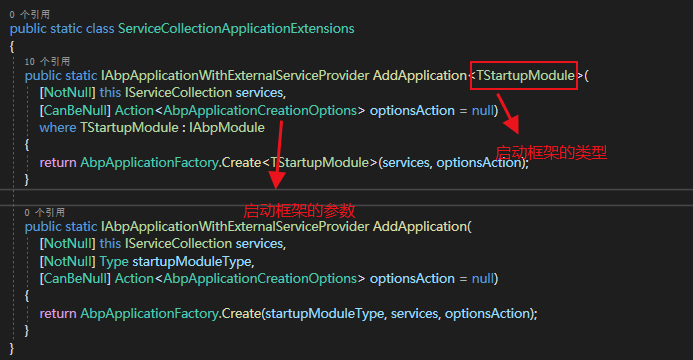 0 个引用
public static class ServiceCollectionApplicationExtensions
{
10 个引用
public static IAbpApplicationWithExternalServiceProvider AddApplication<TStartupModule>(
[NotNull] this IServiceCollection services,
[CanBeNull] Action<AbpApplicationCreationOptions> optionsAction = null)
where TStartupModule : IAbpModule
{
return AbpApplicationFactory.Create<TStartupModule>(services, optionsAction);
}
启动框架的类型
启动框架的参数
0 个引用
public static IAbpApplicationWithExternalServiceProvider AddApplication(
[NotNull] this IServiceCollection services,
[NotNull] Type startupModuleType,
[CanBeNull] Action<AbpApplicationCreationOptions> optionsAction = null)
{
return AbpApplicationFactory.Create(startupModuleType, services, optionsAction);
}
}